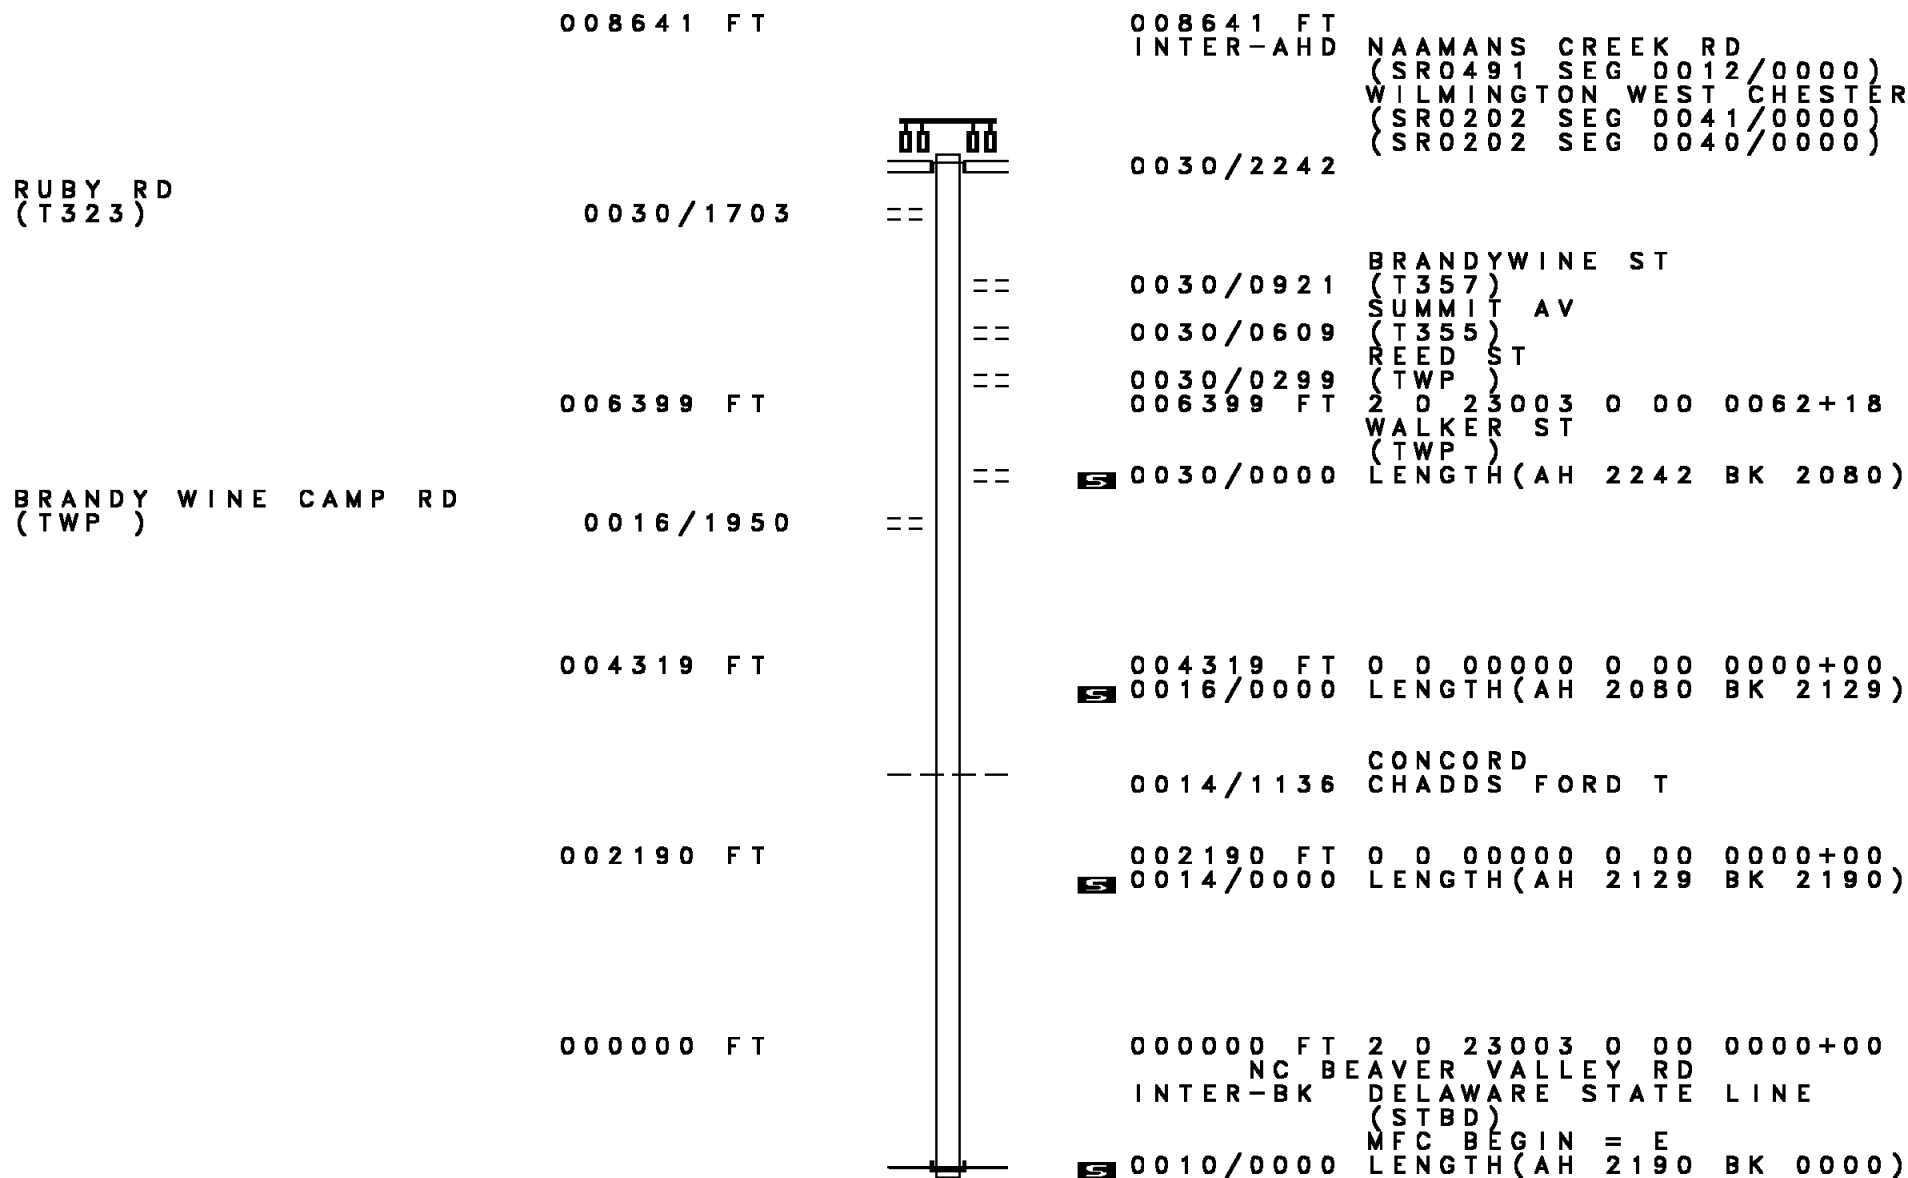 008641 FT 008641 FT
INTER-AHD NAAMANS CREEK RD
(SR0491 SEG 0012/0000)
WILMINGTON WEST CHESTER
(SR0202 SEG 0041/0000)
(SR0202 SEG 0040/0000)
0030/2242
RUBY RD
(T323) 0030/1703
BRANDYWINE ST
0030/0921 (T357)
SUMMIT AV
0030/0609 (T355)
REED ST
0030/0299 (TWP )
006399 FT 006399 FT 2 0 23003 0 00 0062+18
WALKER ST
(TWP )
S 0030/0000 LENGTH(AH 2242 BK 2080)
BRANDY WINE CAMP RD
(TWP ) 0016/1950
004319 FT 004319 FT 0 0 00000 0 00 0000+00
S 0016/0000 LENGTH(AH 2080 BK 2129)
CONCORD
0014/1136 CHADDS FORD T
002190 FT 002190 FT 0 0 00000 0 00 0000+00
S 0014/0000 LENGTH(AH 2129 BK 2190)
000000 FT 000000 FT 2 0 23003 0 00 0000+00
NC BEAVER VALLEY RD
INTER-BK DELAWARE STATE LINE
(STBD)
MFC BEGIN = E
S 0010/0000 LENGTH(AH 2190 BK 0000)